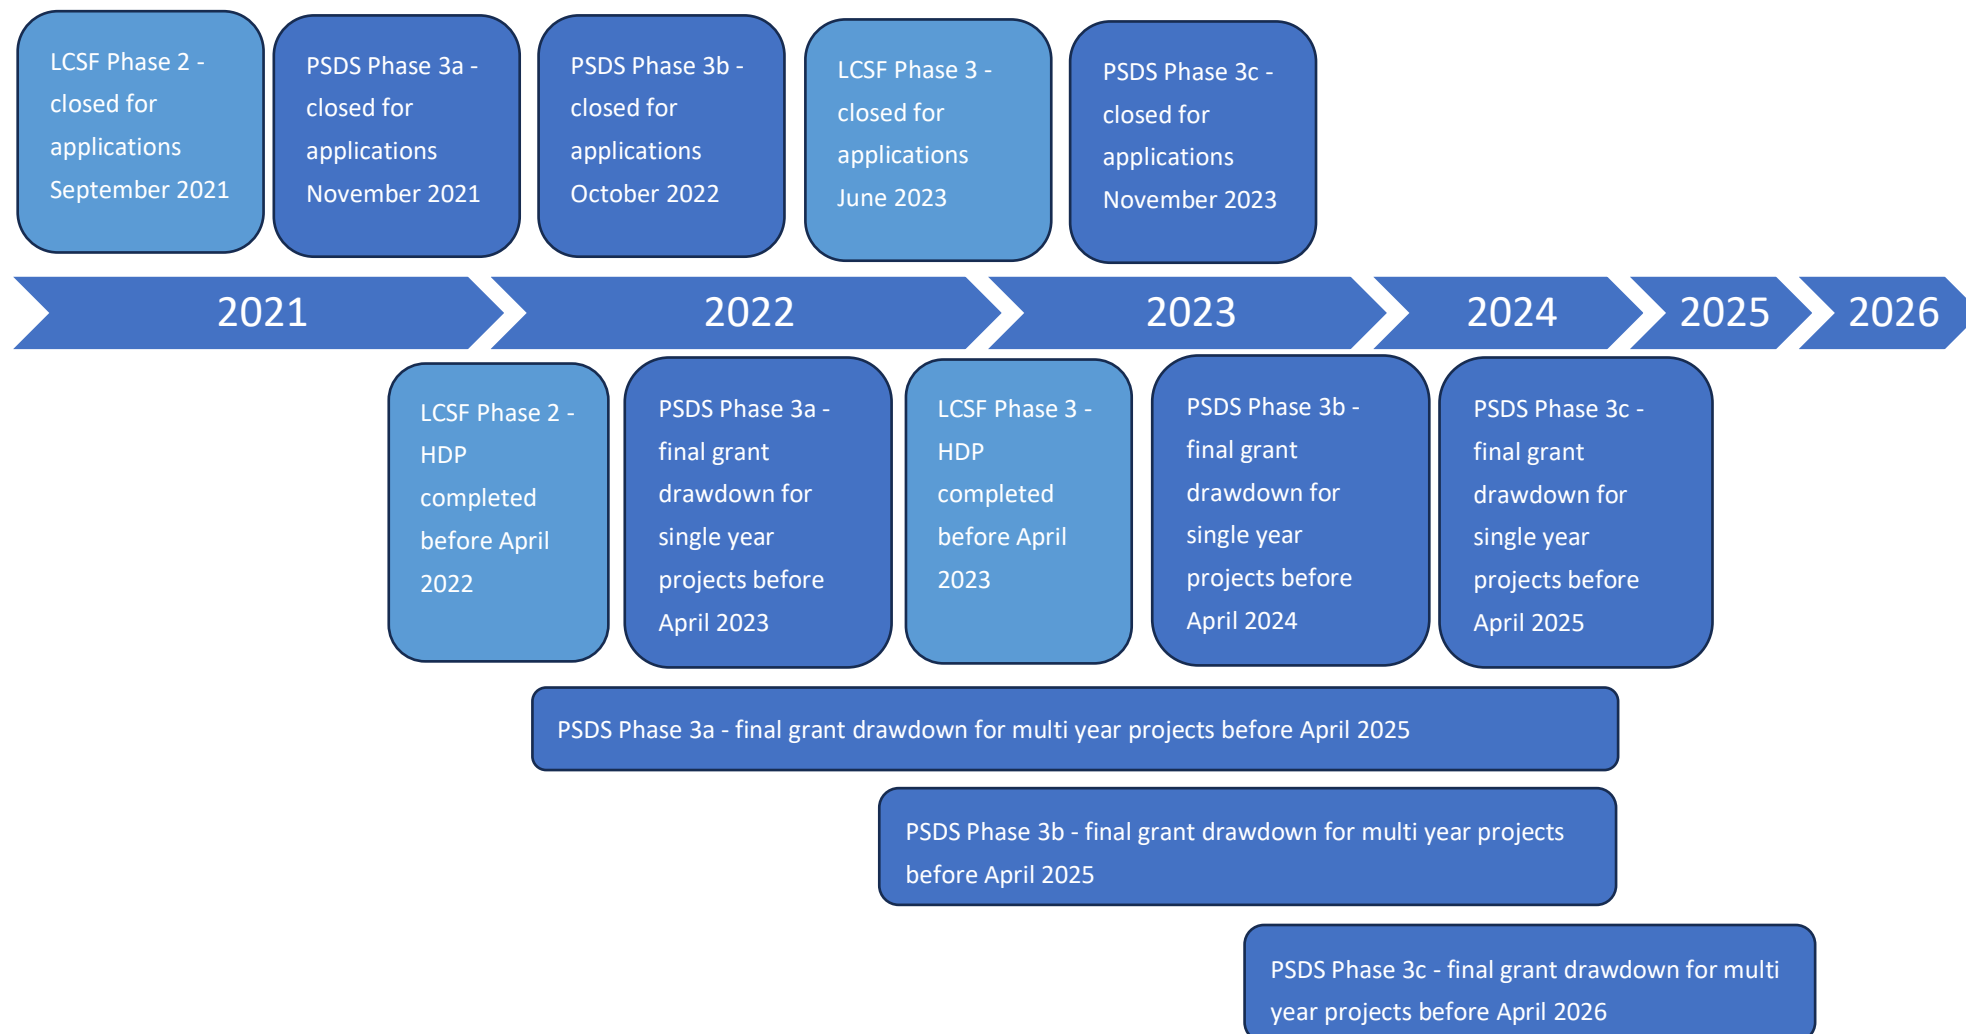 LCSF Phase 2 -
closed for
applications
September 2021
PSDS Phase 3a -
closed for
applications
November 2021
PSDS Phase 3b -
closed for
applications
October 2022
LCSF Phase 3 -
closed for
applications
June 2023
PSDS Phase 3c -
closed for
applications
November 2023
2021
2022
2023
2024
2025
2026
LCSF Phase 2 -
HDP
completed
before April
2022
PSDS Phase 3a -
final grant
drawdown for
single year
projects before
April 2023
LCSF Phase 3 -
HDP
completed
before April
2023
PSDS Phase 3b -
final grant
drawdown for
single year
projects before
April 2024
PSDS Phase 3c -
final grant
drawdown for
single year
projects before
April 2025
PSDS Phase 3a - final grant drawdown for multi year projects before April 2025
PSDS Phase 3b - final grant drawdown for multi year projects
before April 2025
PSDS Phase 3c - final grant drawdown for multi
year projects before April 2026